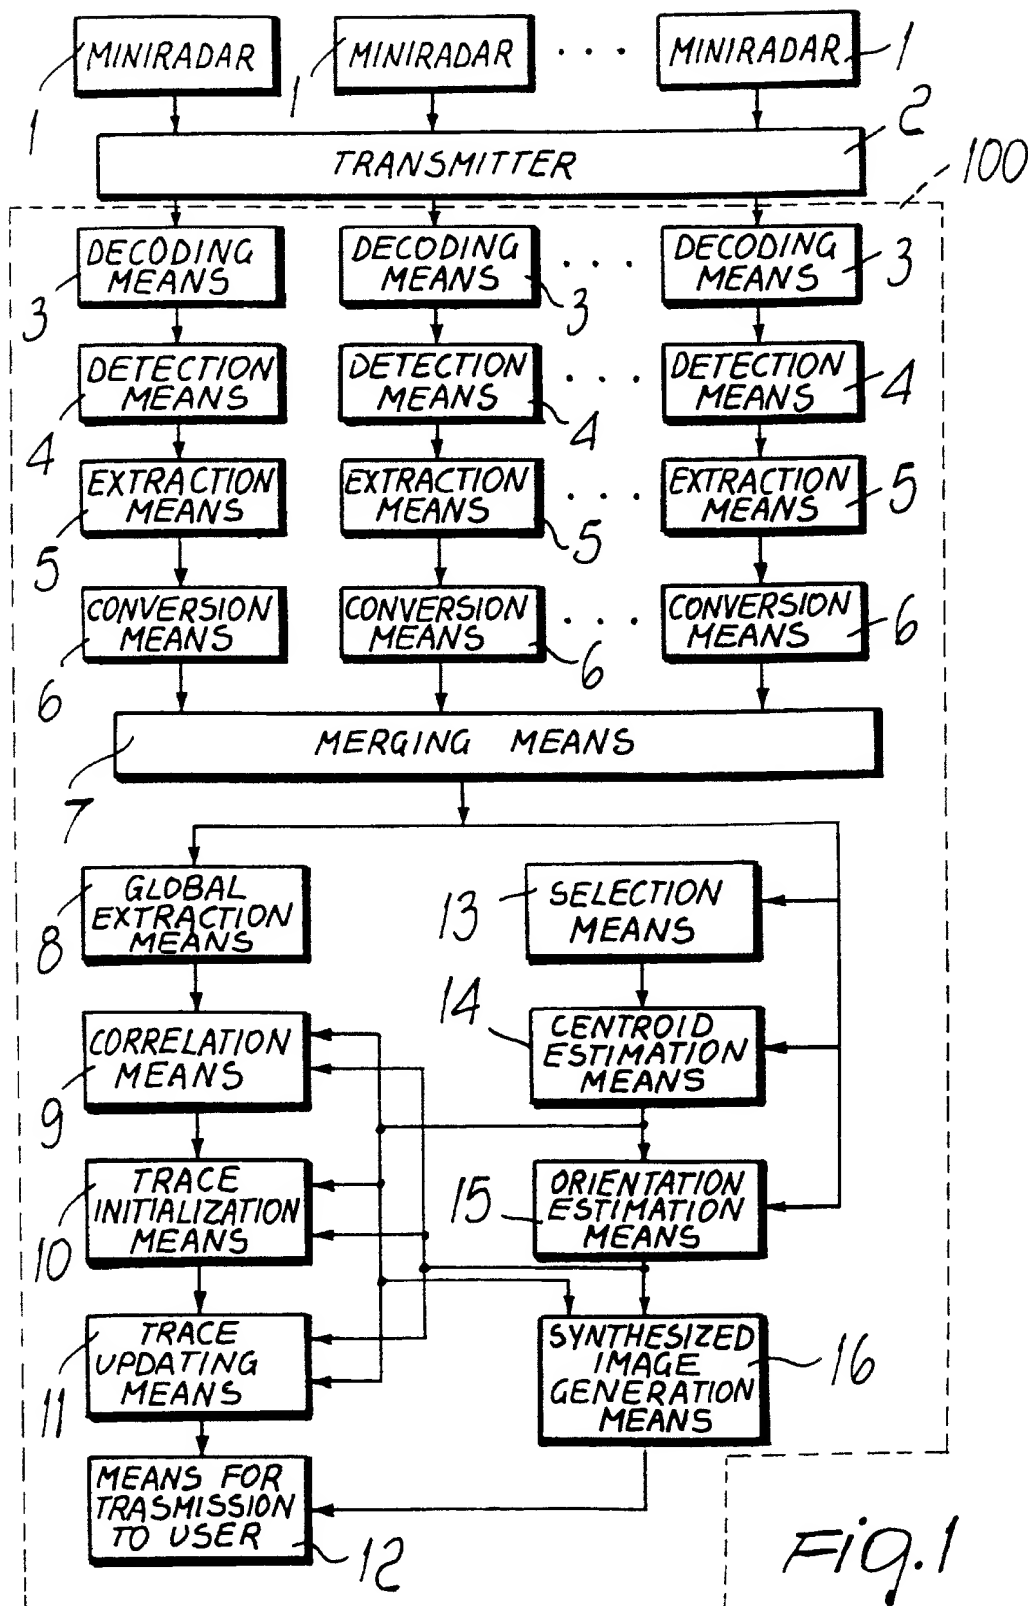 MINIRADAR
MINIRADAR
. . .
MINIRADAR
1
1
1
1
2
TRANSMITTER
100
DECODING
MEANS
3
DECODING
MEANS
3
. . .
DECODING
MEANS
3
DETECTION
MEANS
4
DETECTION
MEANS
4
. . .
DETECTION
MEANS
4
EXTRACTION
MEANS
5
EXTRACTION
MEANS
5
. . .
EXTRACTION
MEANS
5
CONVERSION
MEANS
6
CONVERSION
MEANS
6
. . .
CONVERSION
MEANS
6
MERGING MEANS
7
GLOBAL
EXTRACTION
MEANS
8
SELECTION
MEANS
13
CORRELATION
MEANS
9
CENTROID
ESTIMATION
MEANS
14
TRACE
INITIALIZATION
MEANS
10
ORIENTATION
ESTIMATION
MEANS
15
TRACE
UPDATING
MEANS
11
SYNTHESIZED
IMAGE
GENERATION
MEANS
16
MEANS FOR
TRASMISSION
TO USER
12
Fig.1